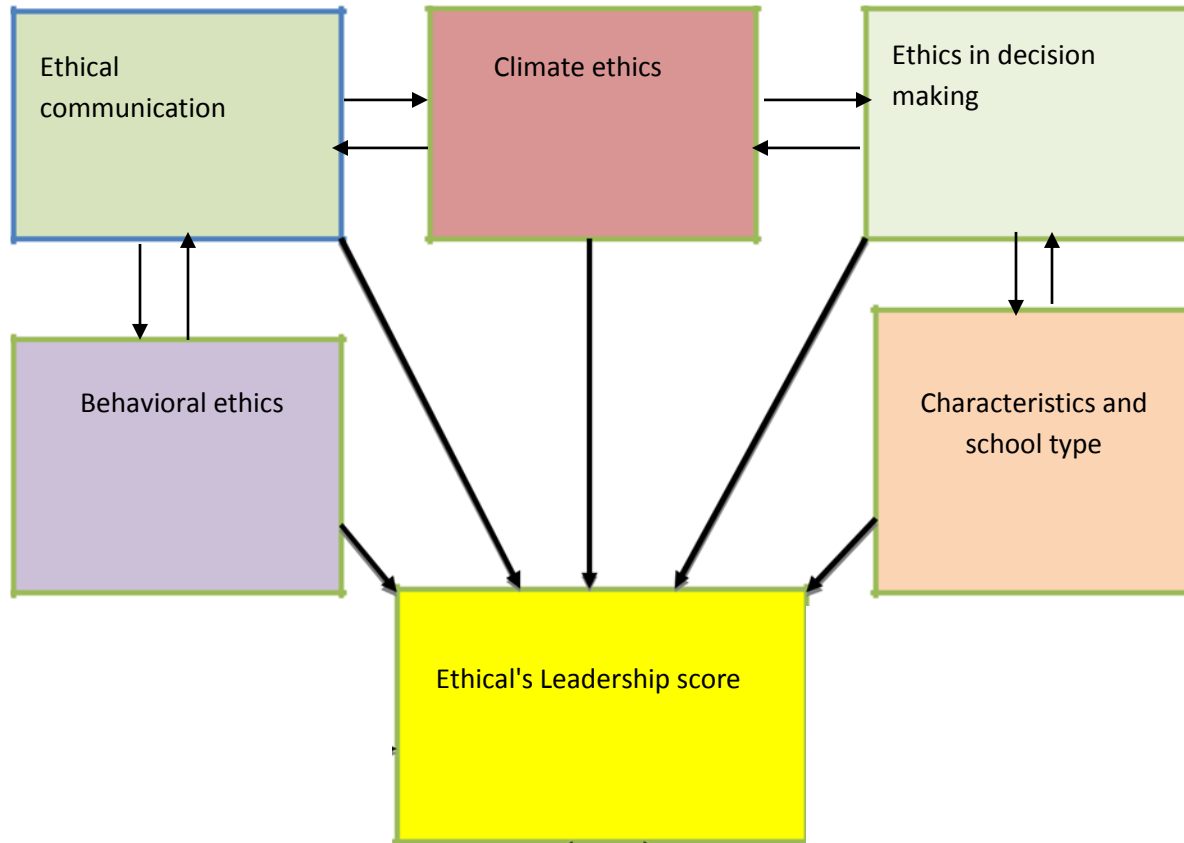 Ethical
communication
Climate ethics
Ethics in decision
making
Behavioral ethics
Characteristics and
school type
Ethical's Leadership score